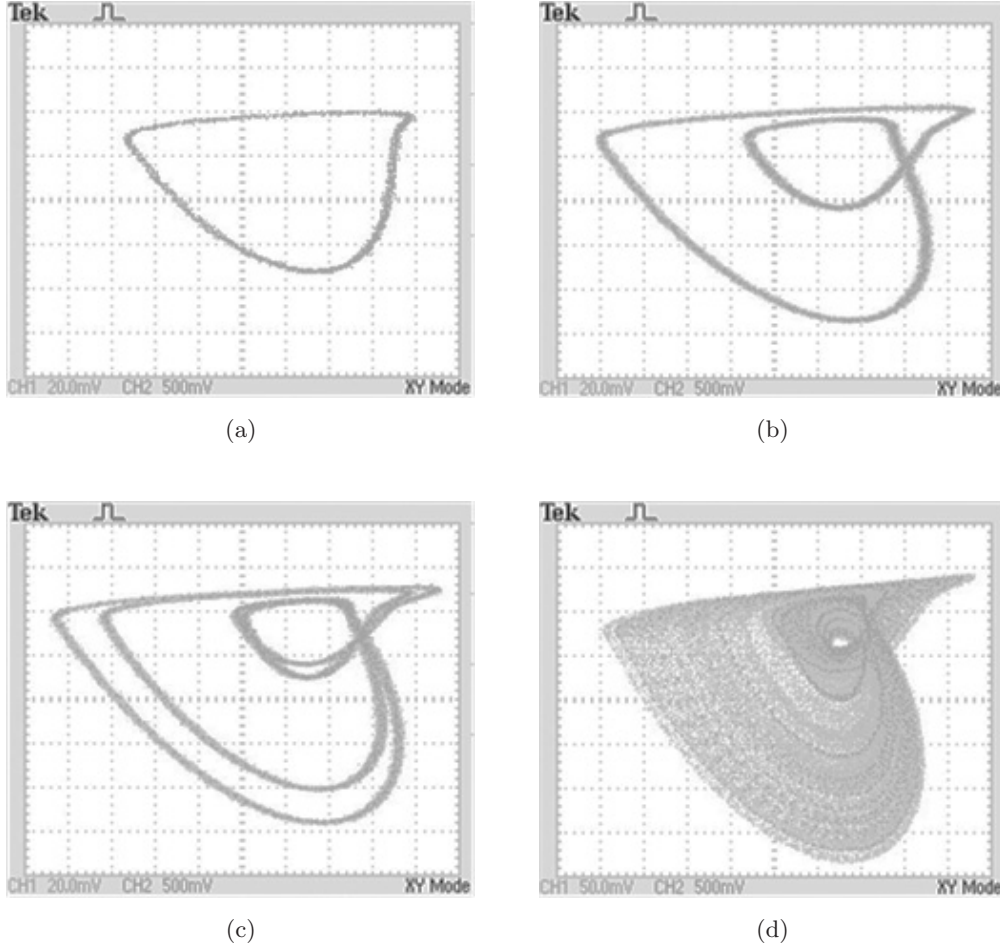 Tek
Tek
CH1 20.0mV CH2 500mV XY Mode
CH1 20.0mV CH2 500mV XY Mode
(a)
(b)
Tek
Tek
CH1 20.0mV CH2 500mV XY Mode
CH1 50.0mV CH2 500mV XY Mode
(c)
(d)